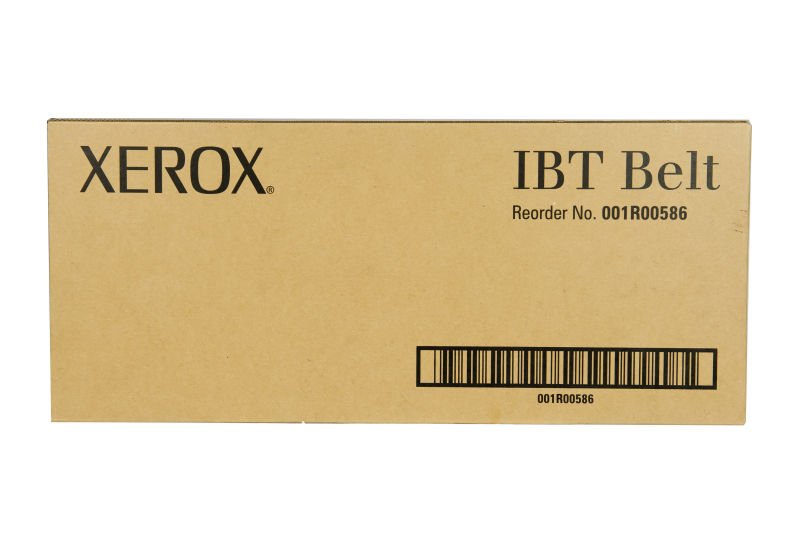 XEROX®
IBT Belt
Reorder No. 001R00586
001R00586